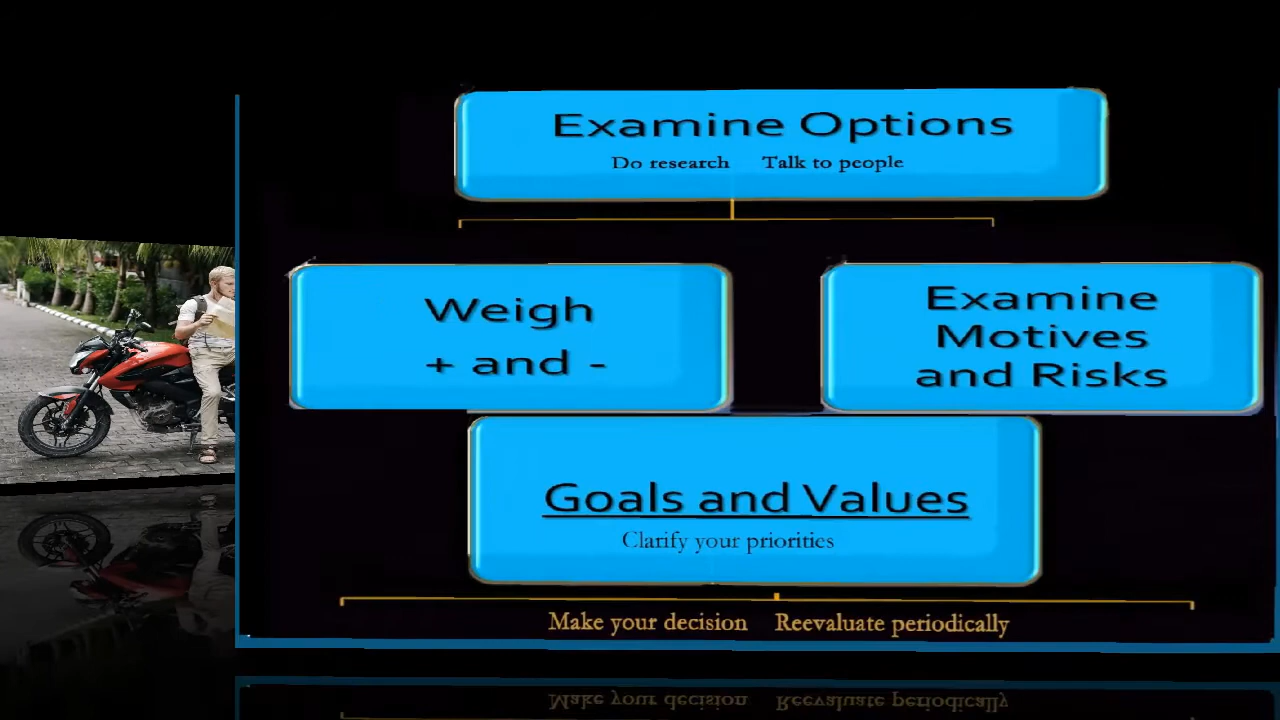 Examine Options
Do research Talk to people
Weigh
+ and -
Examine
Motives
and Risks
Goals and Values
Clarify your priorities
Make your decision Reevaluate periodically